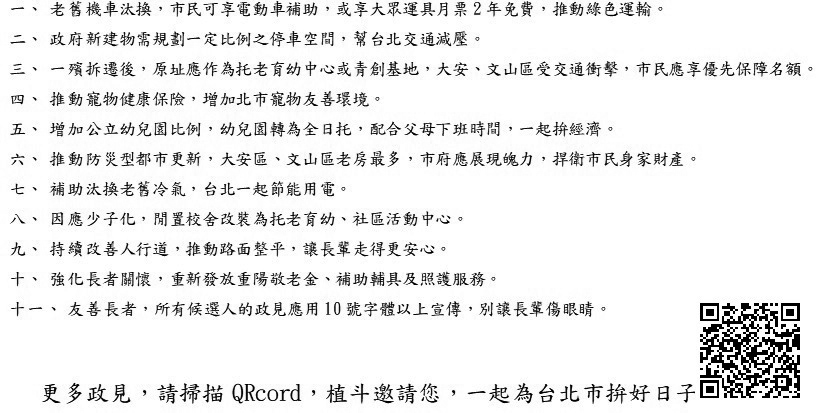 一、 老舊機車汰換，市民可享電動車補助，或享大眾運具月票 2 年免費，推動綠色運輸。
二、 政府新建物需規劃一定比例之停車空間，幫台北交通減壓。
三、 一殯拆遷後，原址應作為托老育幼中心或青創基地，大安、文山區受交通衝擊，市民應享優先保障名額。
四、 推動寵物健康保險，增加北市寵物友善環境。
五、 增加公立幼兒園比例，幼兒園轉為全日托，配合父母下班時間，一起拚經濟。
六、 推動防災型都市更新，大安區、文山區老房最多，市府應展現魄力，捍衛市民身家財產。
七、 補助汰換老舊冷氣，台北一起節能用電。
八、 因應少子化，閒置校舍改裝為托老育幼、社區活動中心。
九、 持續改善人行道，推動路面整平，讓長輩走得更安心。
十、 強化長者關懷，重新發放重陽敬老金、補助輔具及照護服務。
十一、 友善長者，所有候選人的政見應用 10 號字體以上宣傳，別讓長輩傷眼睛。
更多政見，請掃描 QRcord，植斗邀請您，一起為台北市拚好日子